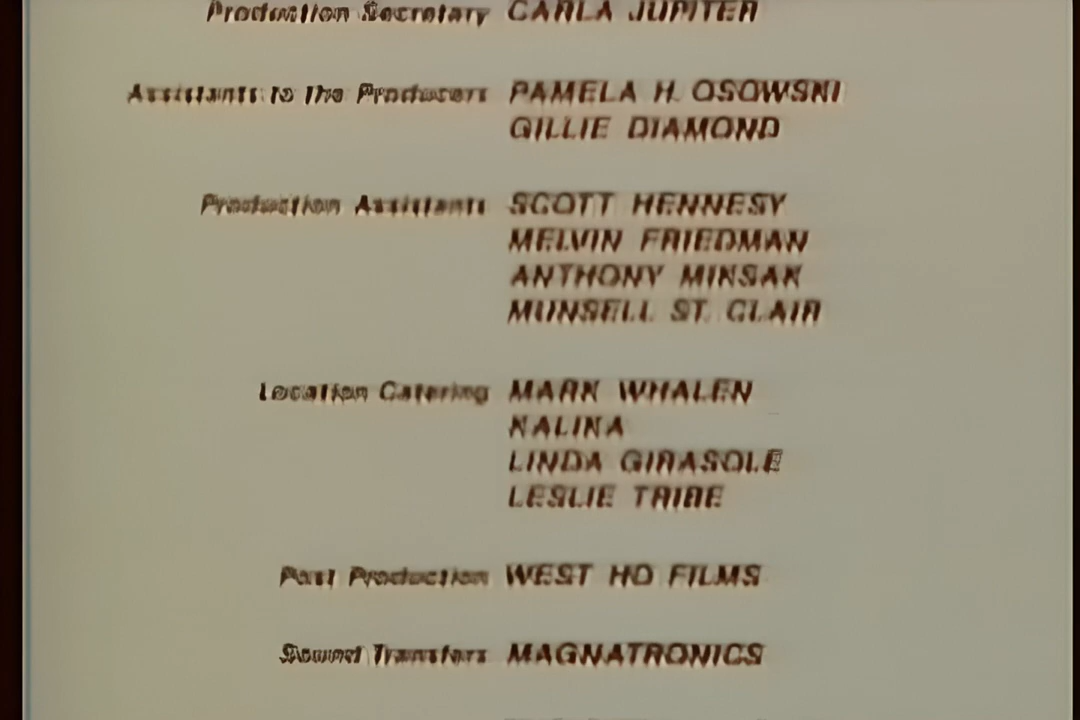 Production Secretary CARLA JUPITER
Assistants to the Producers PAMELA H. OSOWSKI
GILLIE DIAMOND
Production Assistants SCOTT HENNESY
MELVIN FRIEDMAN
ANTHONY MINSAK
MUNSELL ST. CLAIR
Location Catering MARK WHALEN
KALINA
LINDA GIRASOLE
LESLIE TRIBE
Post Production WEST HO FILMS
Sound Transfers MAGNATRONICS